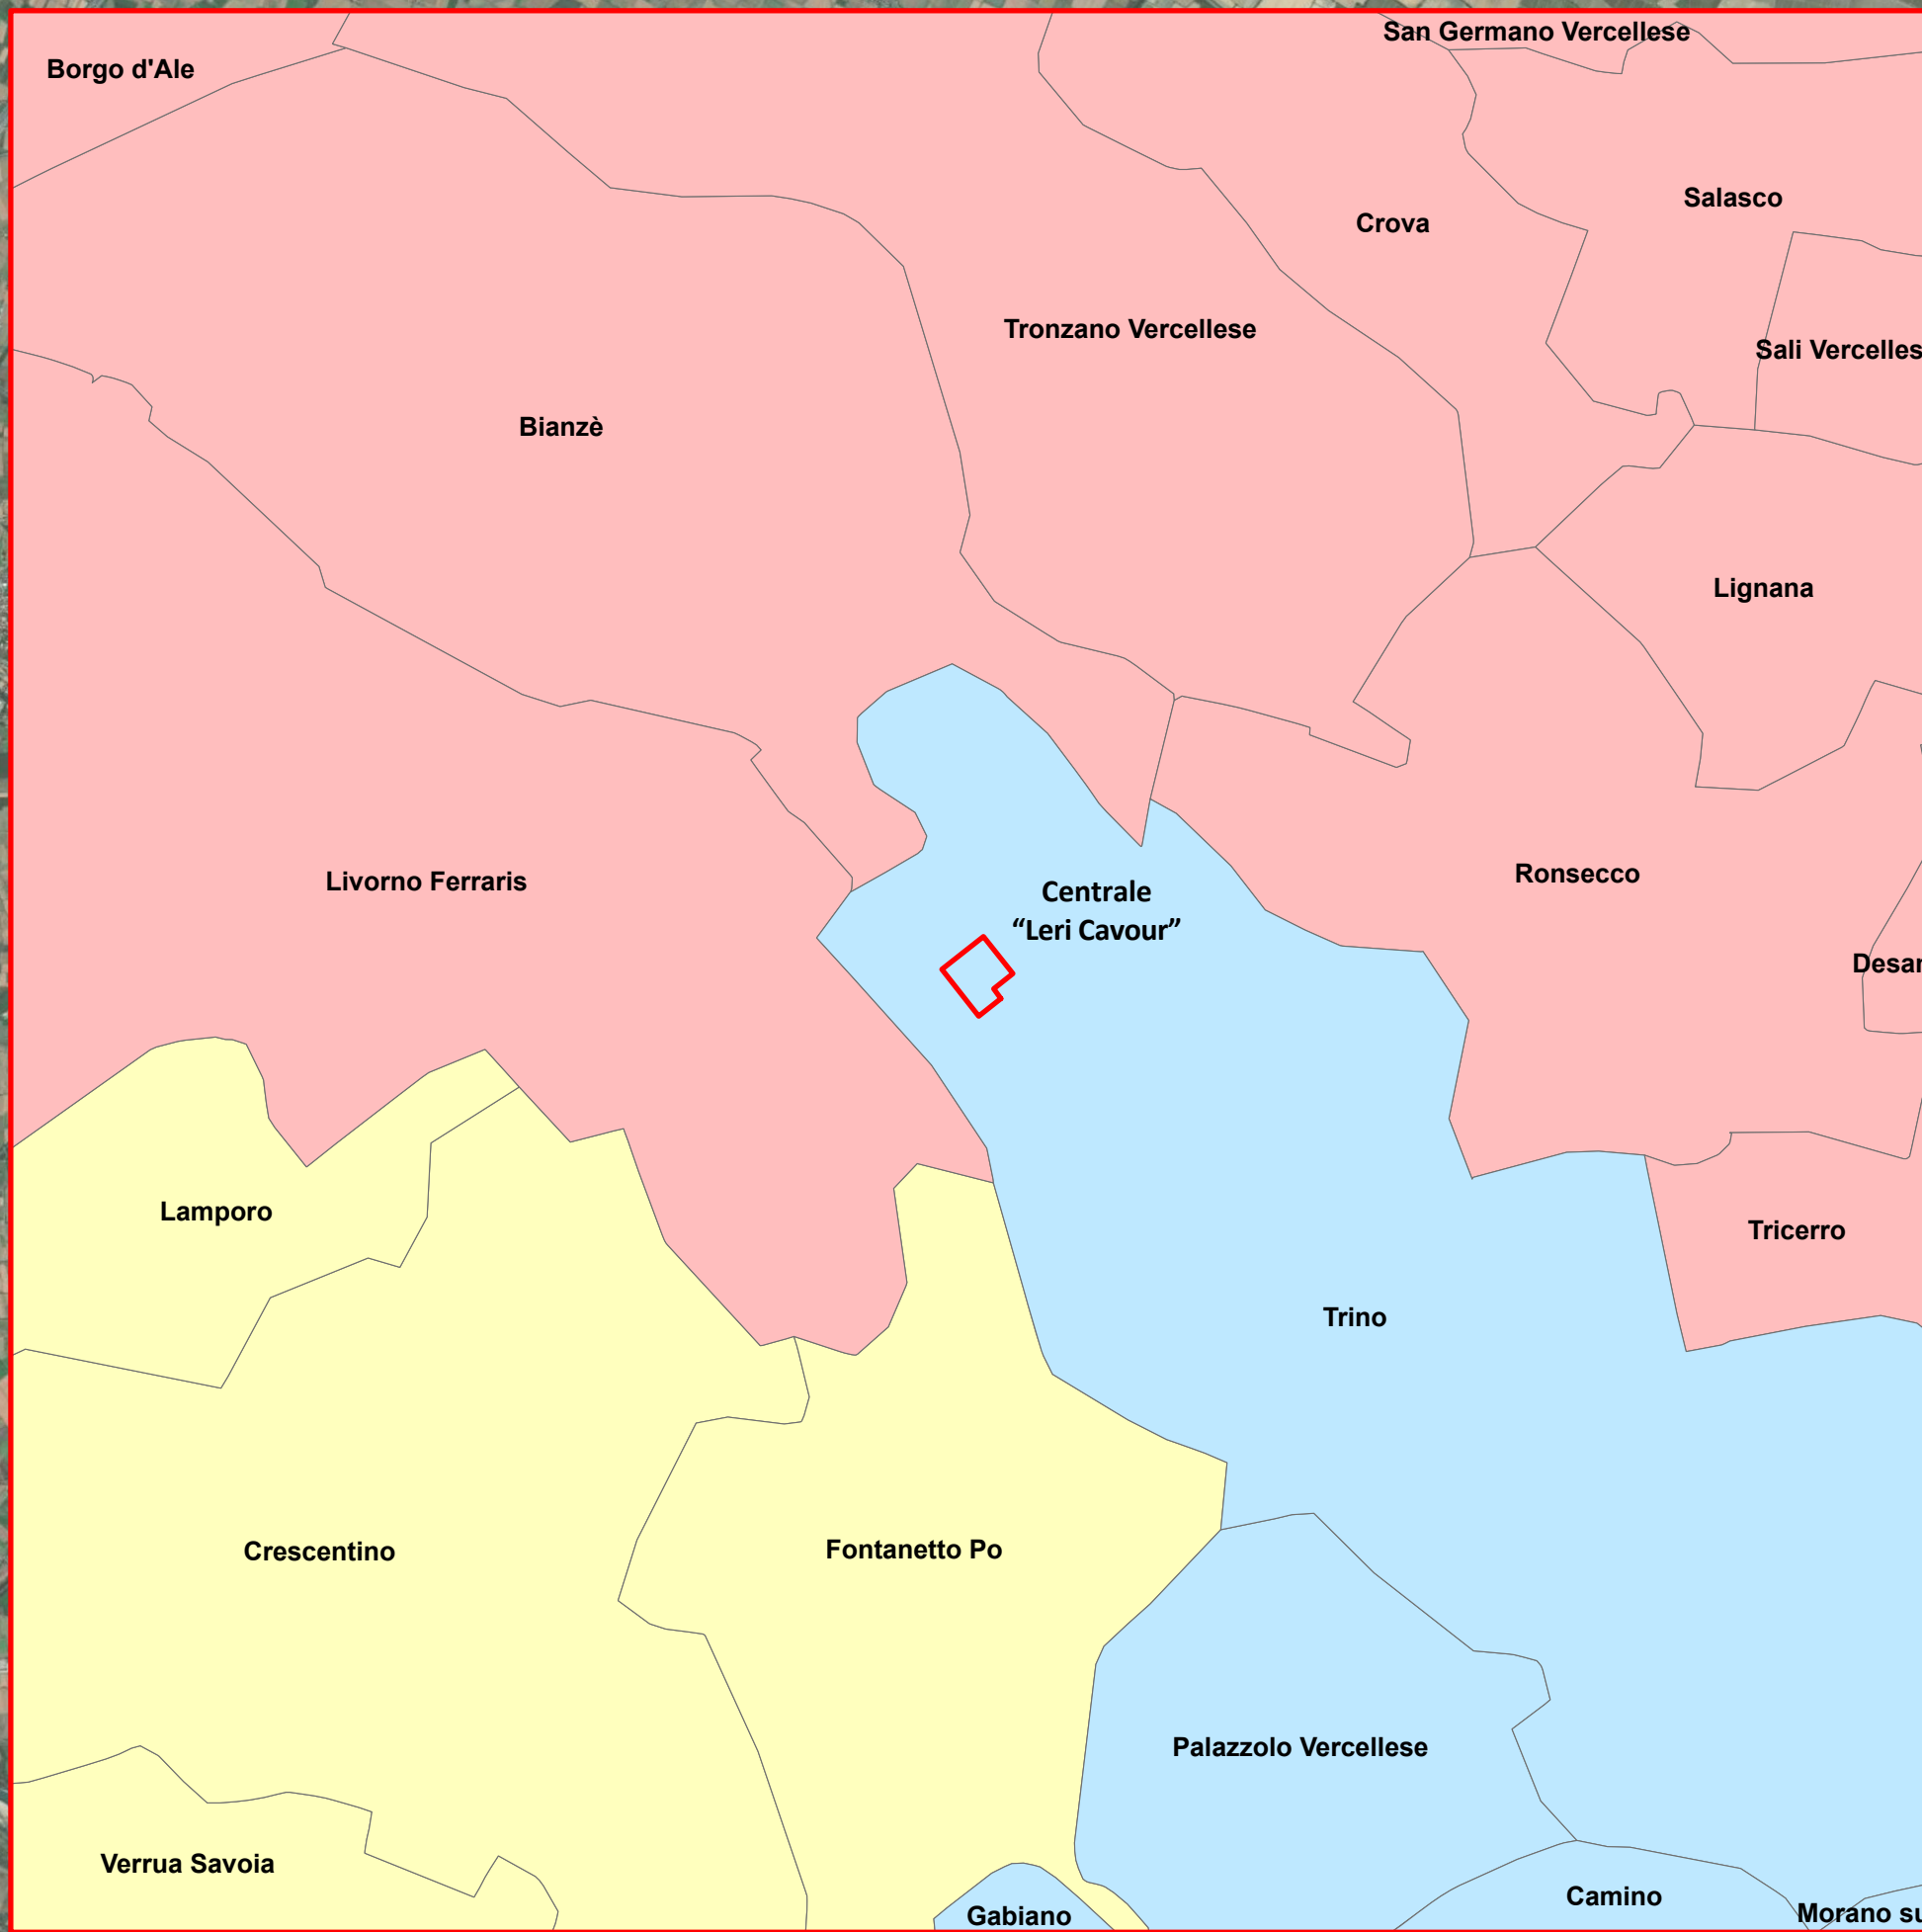 San Germano Vercellese
Borgo d'Ale
Salasco
Crova
Tronzano Vercellese
Sali Vercelles
Bianzè
Lignana
Ronsecco
Livorno Ferraris
Centrale
“Leri Cavour”
Desar
Lamporo
Tricerro
Trino
Fontanetto Po
Crescentino
Palazzolo Vercellese
Verrua Savoia
Camino
Morano su
Gabiano